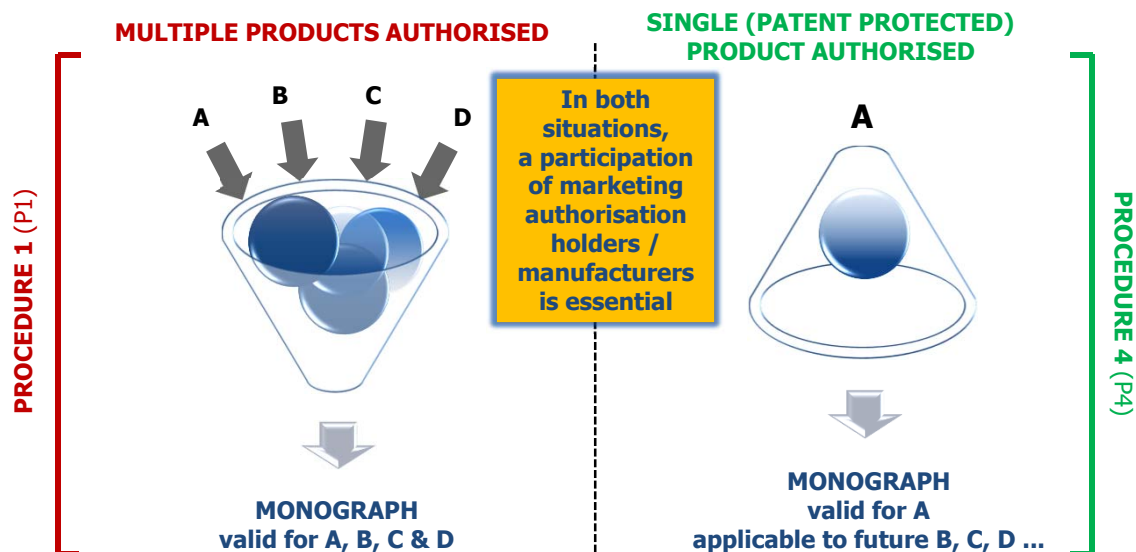 MULTIPLE PRODUCTS AUTHORISED
SINGLE (PATENT PROTECTED)
PRODUCT AUTHORISED
PROCEDURE 1 (P1)
A
B
C
D
In both
situations,
a participation
of marketing
authorisation
holders /
manufacturers
is essential
A
PROCEDURE 4 (P4)
MONOGRAPH
valid for A, B, C & D
MONOGRAPH
valid for A
applicable to future B, C, D ...